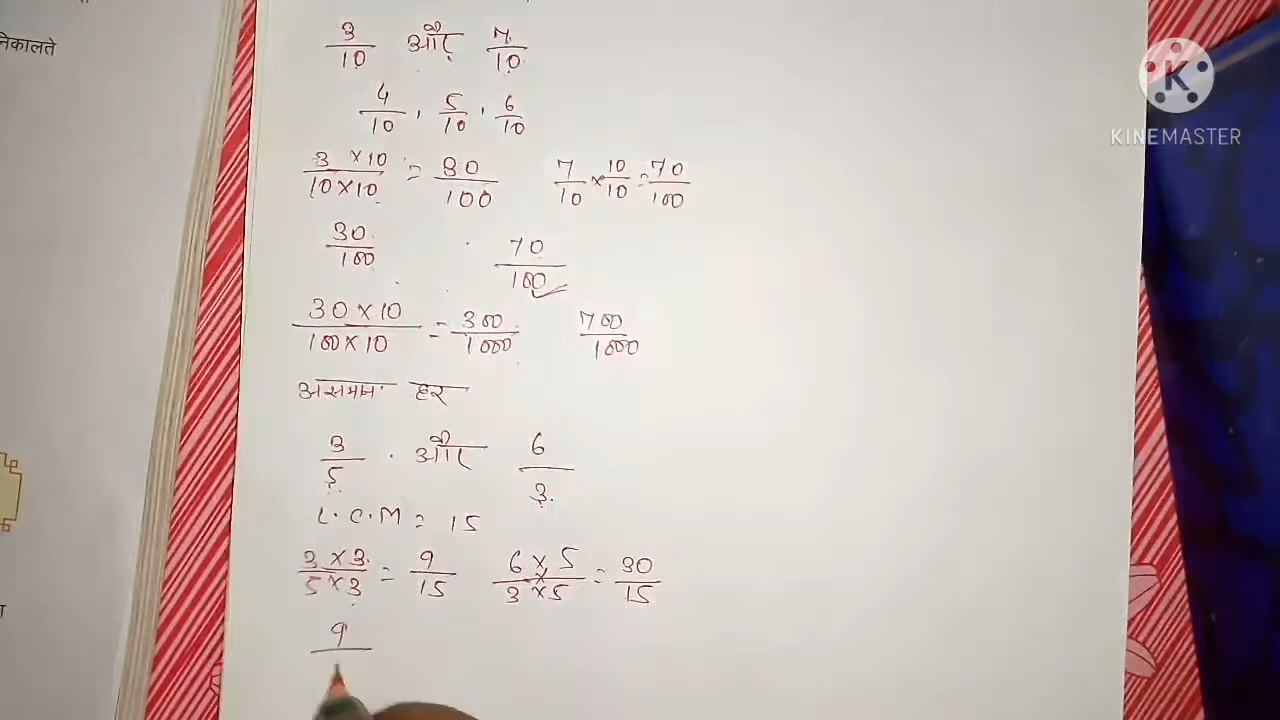 निकालते
3/10 और 7/10
4/10, 5/10, 6/10
3 ×10/10×10 = 30/100 7/10 × 10/10 = 70/100
30/100 70/100
30×10/100×10 = 300/1000 700/1000
असमान हर
3/5 और 6/3
L.C.M = 15
3×3/5×3 = 9/15 6×5/3×5 = 30/15
9
K
KINEMASTER